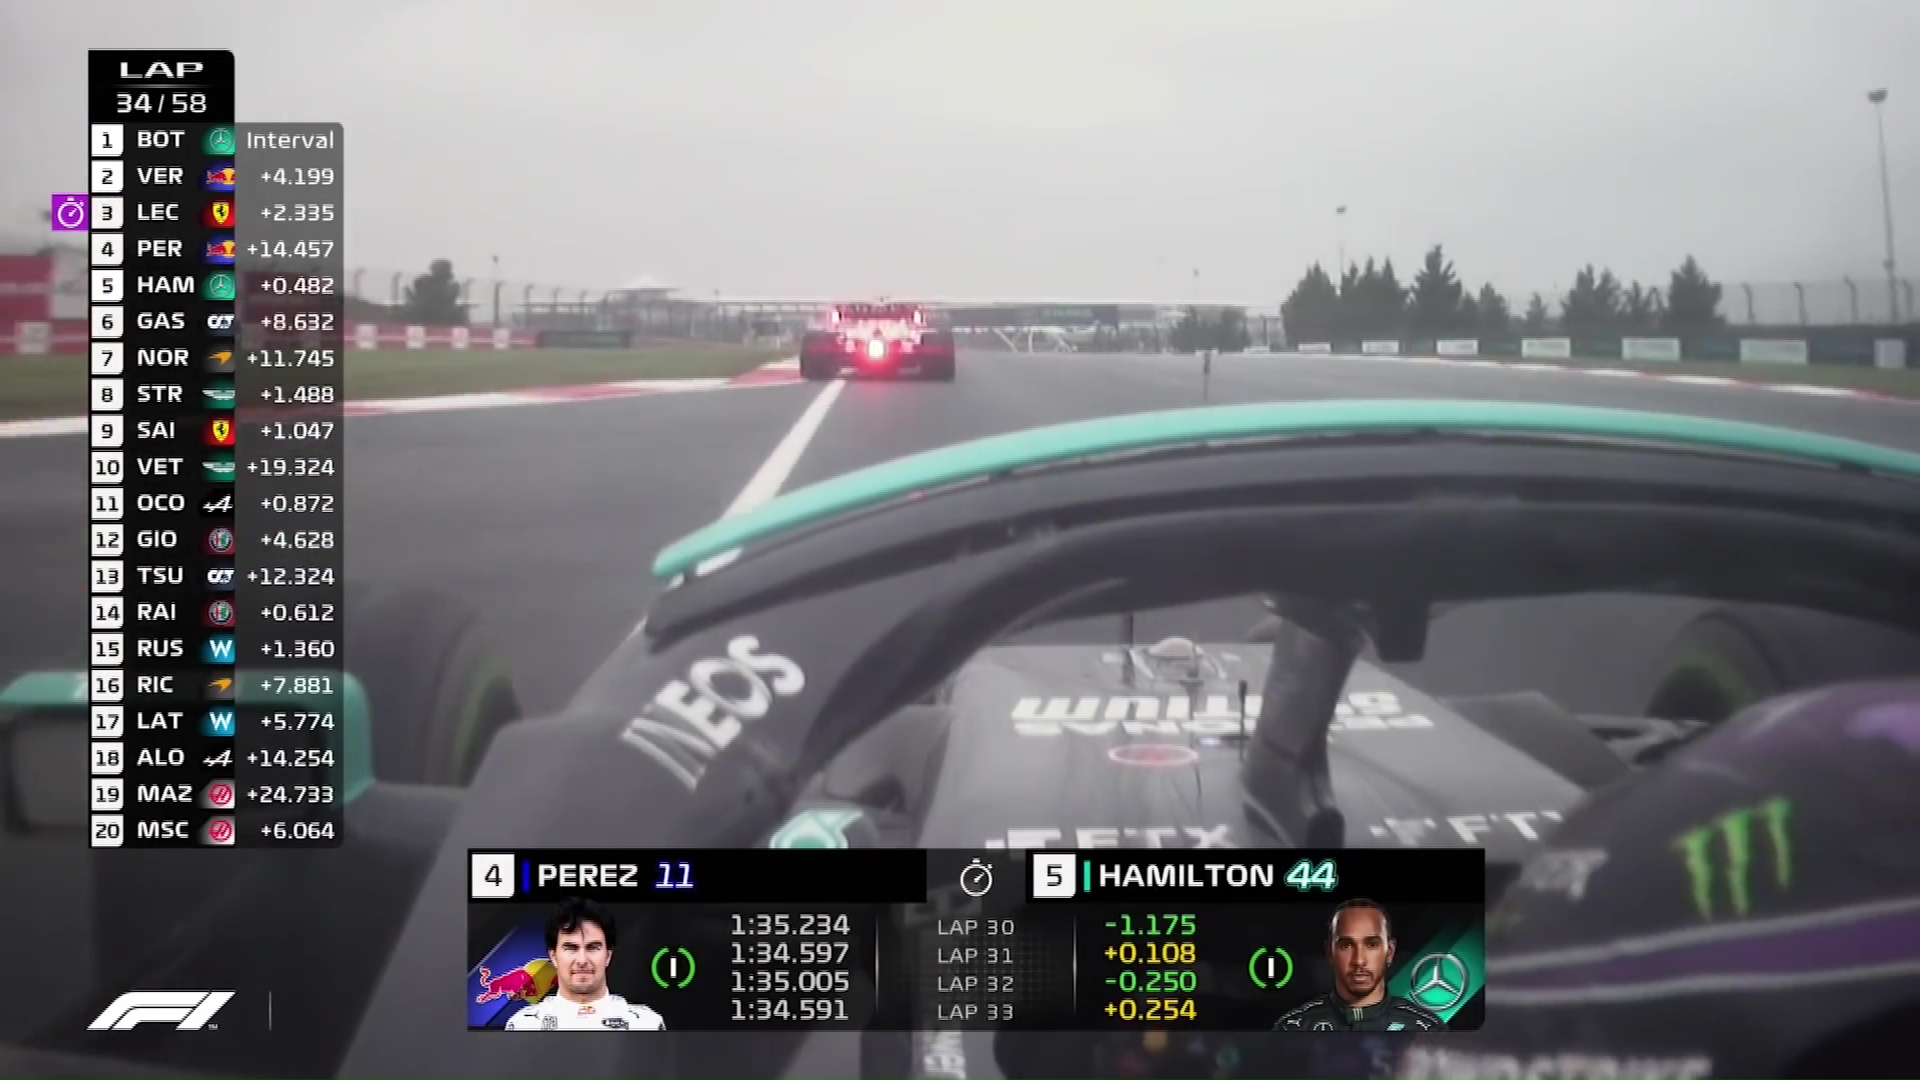 LAP
34/58
1 BOT Interval
2 VER +4.199
3 LEC +2.335
4 PER +14.457
5 HAM +0.482
6 GAS +8.632
7 NOR +11.745
8 STR +1.488
9 SAI +1.047
10 VET +19.324
11 OCO +0.872
12 GIO +4.628
13 TSU +12.324
14 RAI +0.612
15 RUS W +1.360
16 RIC +7.881
17 LAT W +5.774
18 ALO +14.254
19 MAZ +24.733
20 MSC +6.064
INEOS
PETRONAS
FTX
4 PEREZ 11
5 HAMILTON 44
1:35.234 LAP 30 -1.175
1:34.597 LAP 31 +0.108
1:35.005 LAP 32 -0.250
1:34.591 LAP 33 +0.254
F1